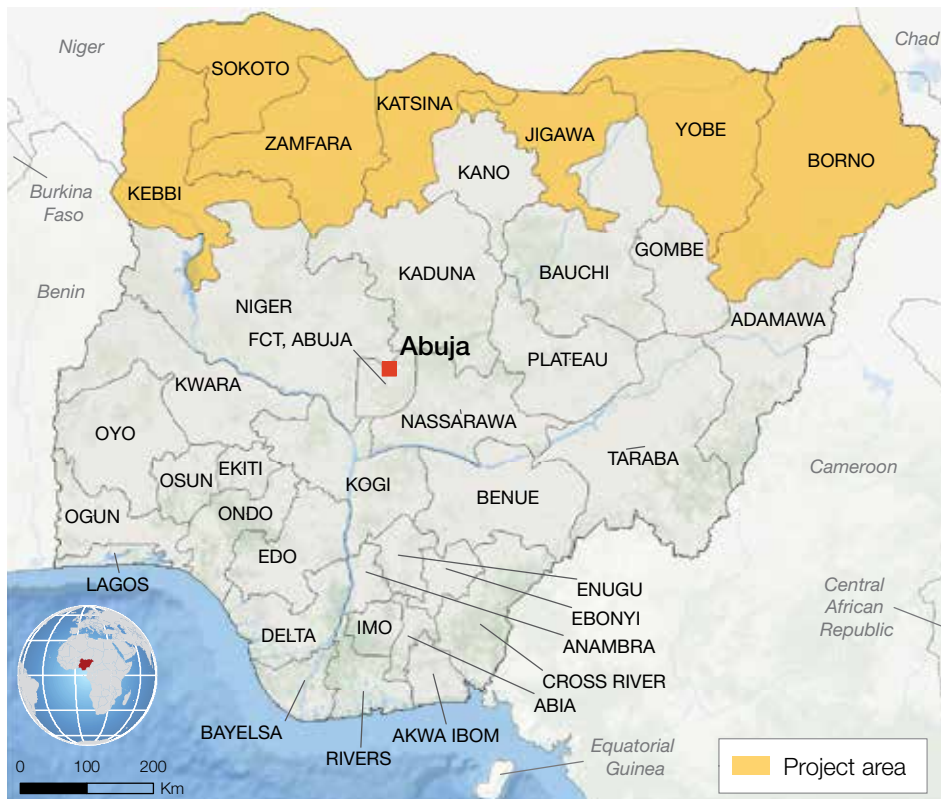 Niger
Chad
SOKOTO
KATSINA
ZAMFARA
JIGAWA
YOBE
BORNO
KANO
KEBBI
Burkina
Faso
GOMBE
KADUNA
BAUCHI
Benin
NIGER
ADAMAWA
FCT, ABUJA
Abuja
PLATEAU
KWARA
NASSARAWA
OYO
TARABA
OSUN
EKITI
Cameroon
KOGI
BENUE
OGUN
ONDO
EDO
LAGOS
ENUGU
EBONYI
ANAMBRA
Central
African
Republic
DELTA
IMO
CROSS RIVER
ABIA
BAYELSA
RIVERS
AKWA IBOM
Equatorial
Guinea
0 100 200
Km
Project area